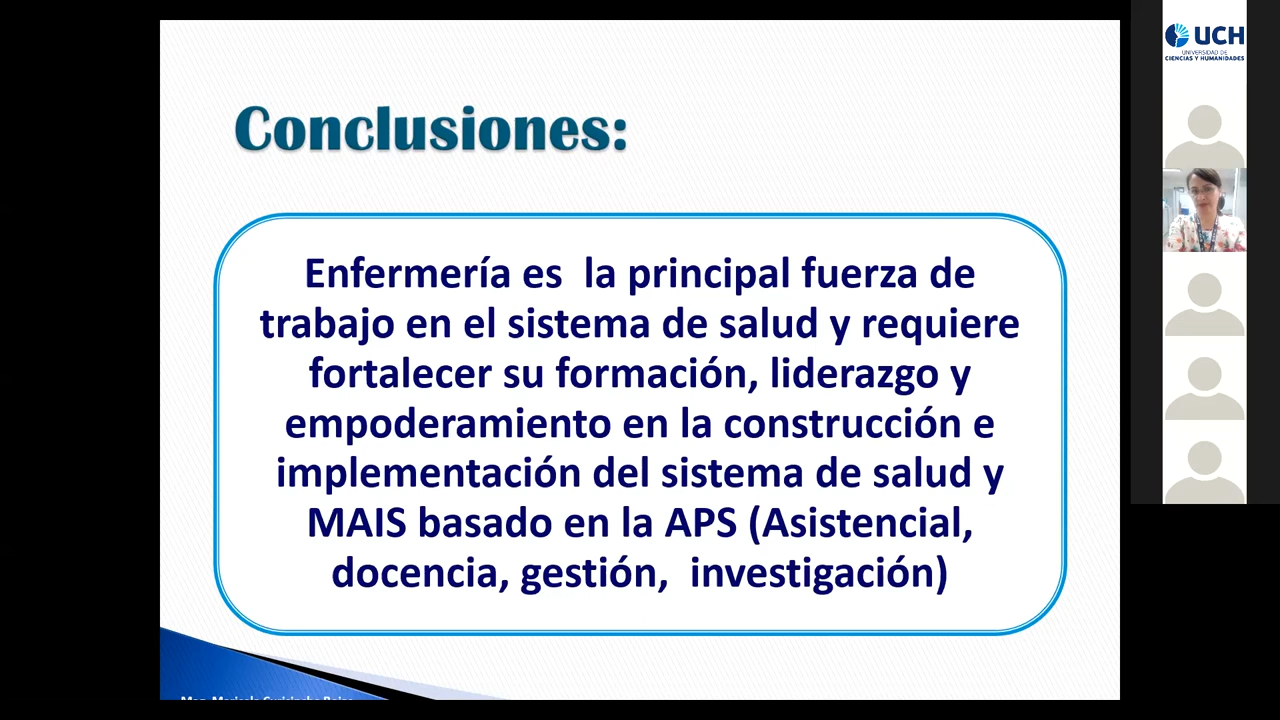 Conclusiones:
Enfermería es la principal fuerza de
trabajo en el sistema de salud y requiere
fortalecer su formación, liderazgo y
empoderamiento en la construcción e
implementación del sistema de salud y
MAIS basado en la APS (Asistencial,
docencia, gestión, investigación)
UCH
UNIVERSIDAD DE
CIENCIAS Y HUMANIDADES